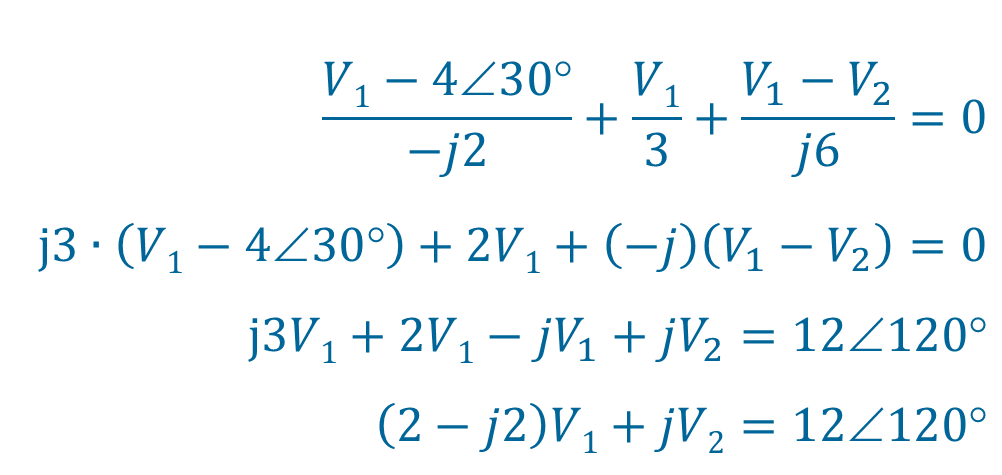 (V₁ − 4∠30°)/(−j2) + V₁/3 + (V₁ − V₂)/(j6) = 0
j3 · (V₁ − 4∠30°) + 2V₁ + (−j)(V₁ − V₂) = 0
j3V₁ + 2V₁ − jV₁ + jV₂ = 12∠120°
(2 − j2)V₁ + jV₂ = 12∠120°